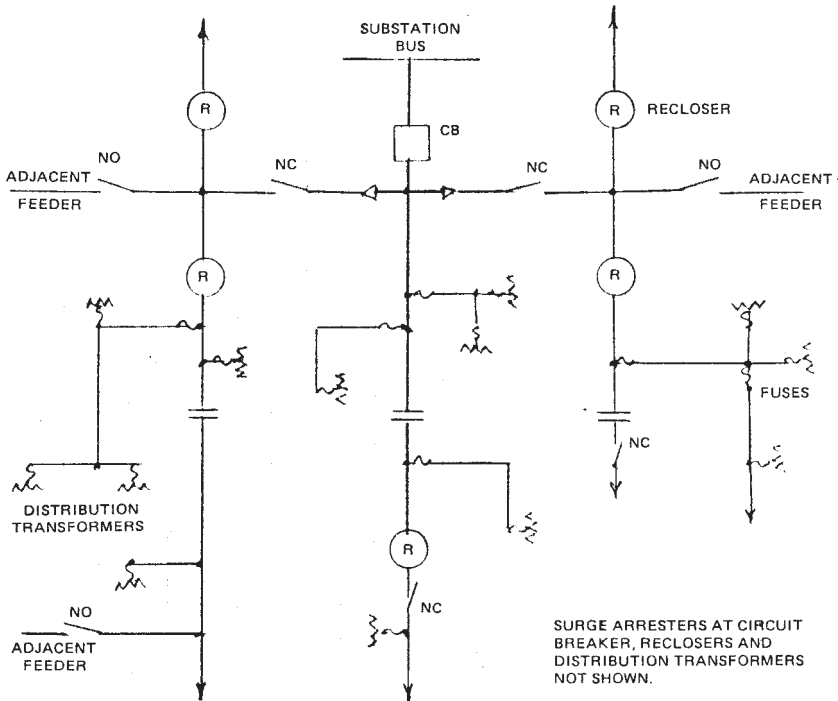 SUBSTATION
BUS
R
R
RECLOSER
CB
NO
NC
NC
NO
ADJACENT
FEEDER
ADJACENT
FEEDER
R
R
FUSES
NC
DISTRIBUTION
TRANSFORMERS
R
NC
NO
ADJACENT
FEEDER
SURGE ARRESTERS AT CIRCUIT
BREAKER, RECLOSERS AND
DISTRIBUTION TRANSFORMERS
NOT SHOWN.